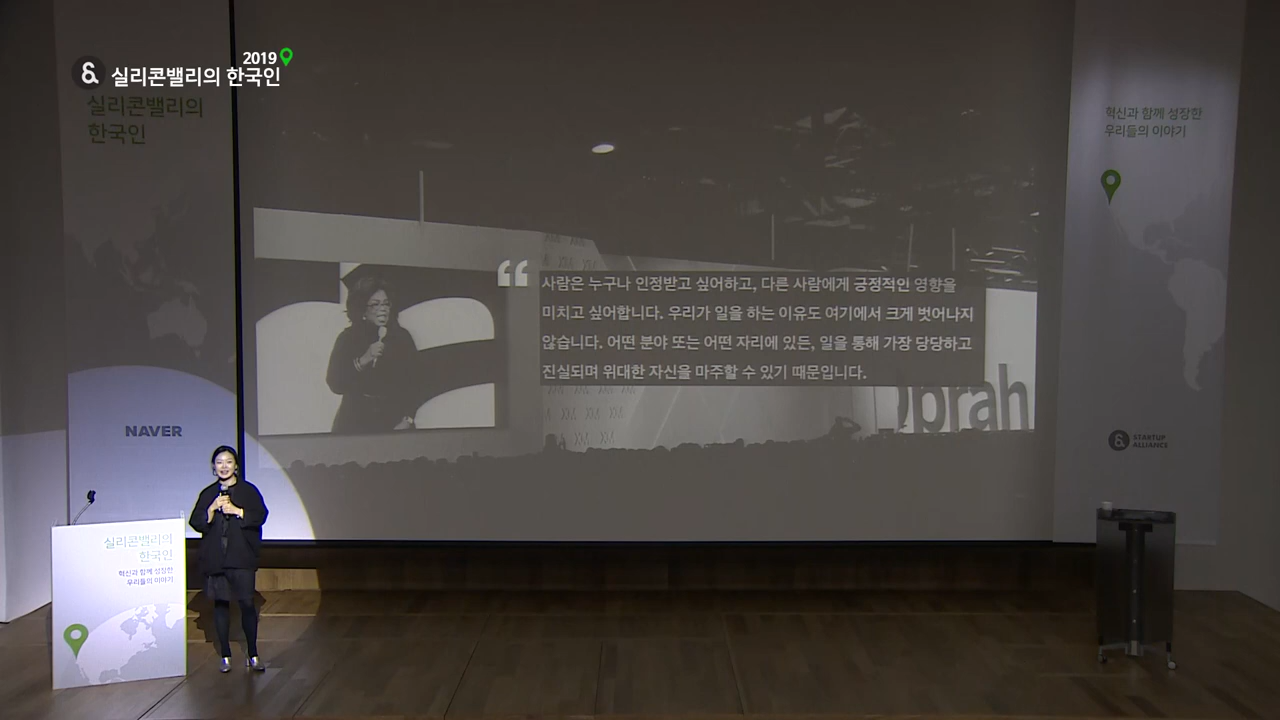 2019
& 실리콘밸리의 한국인
실리콘밸리의
한국인
혁신과 함께 성장한
우리들의 이야기
“
사람은 누구나 인정받고 싶어하고, 다른 사람에게 긍정적인 영향을
미치고 싶어합니다. 우리가 일을 하는 이유도 여기에서 크게 벗어나지
않습니다. 어떤 분야 또는 어떤 자리에 있든, 일을 통해 가장 당당하고
진실되며 위대한 자신을 마주할 수 있기 때문입니다.
Oprah
NAVER
& STARTUP
ALLIANCE
실리콘밸리의
한국인
혁신과 함께 성장한
우리들의 이야기